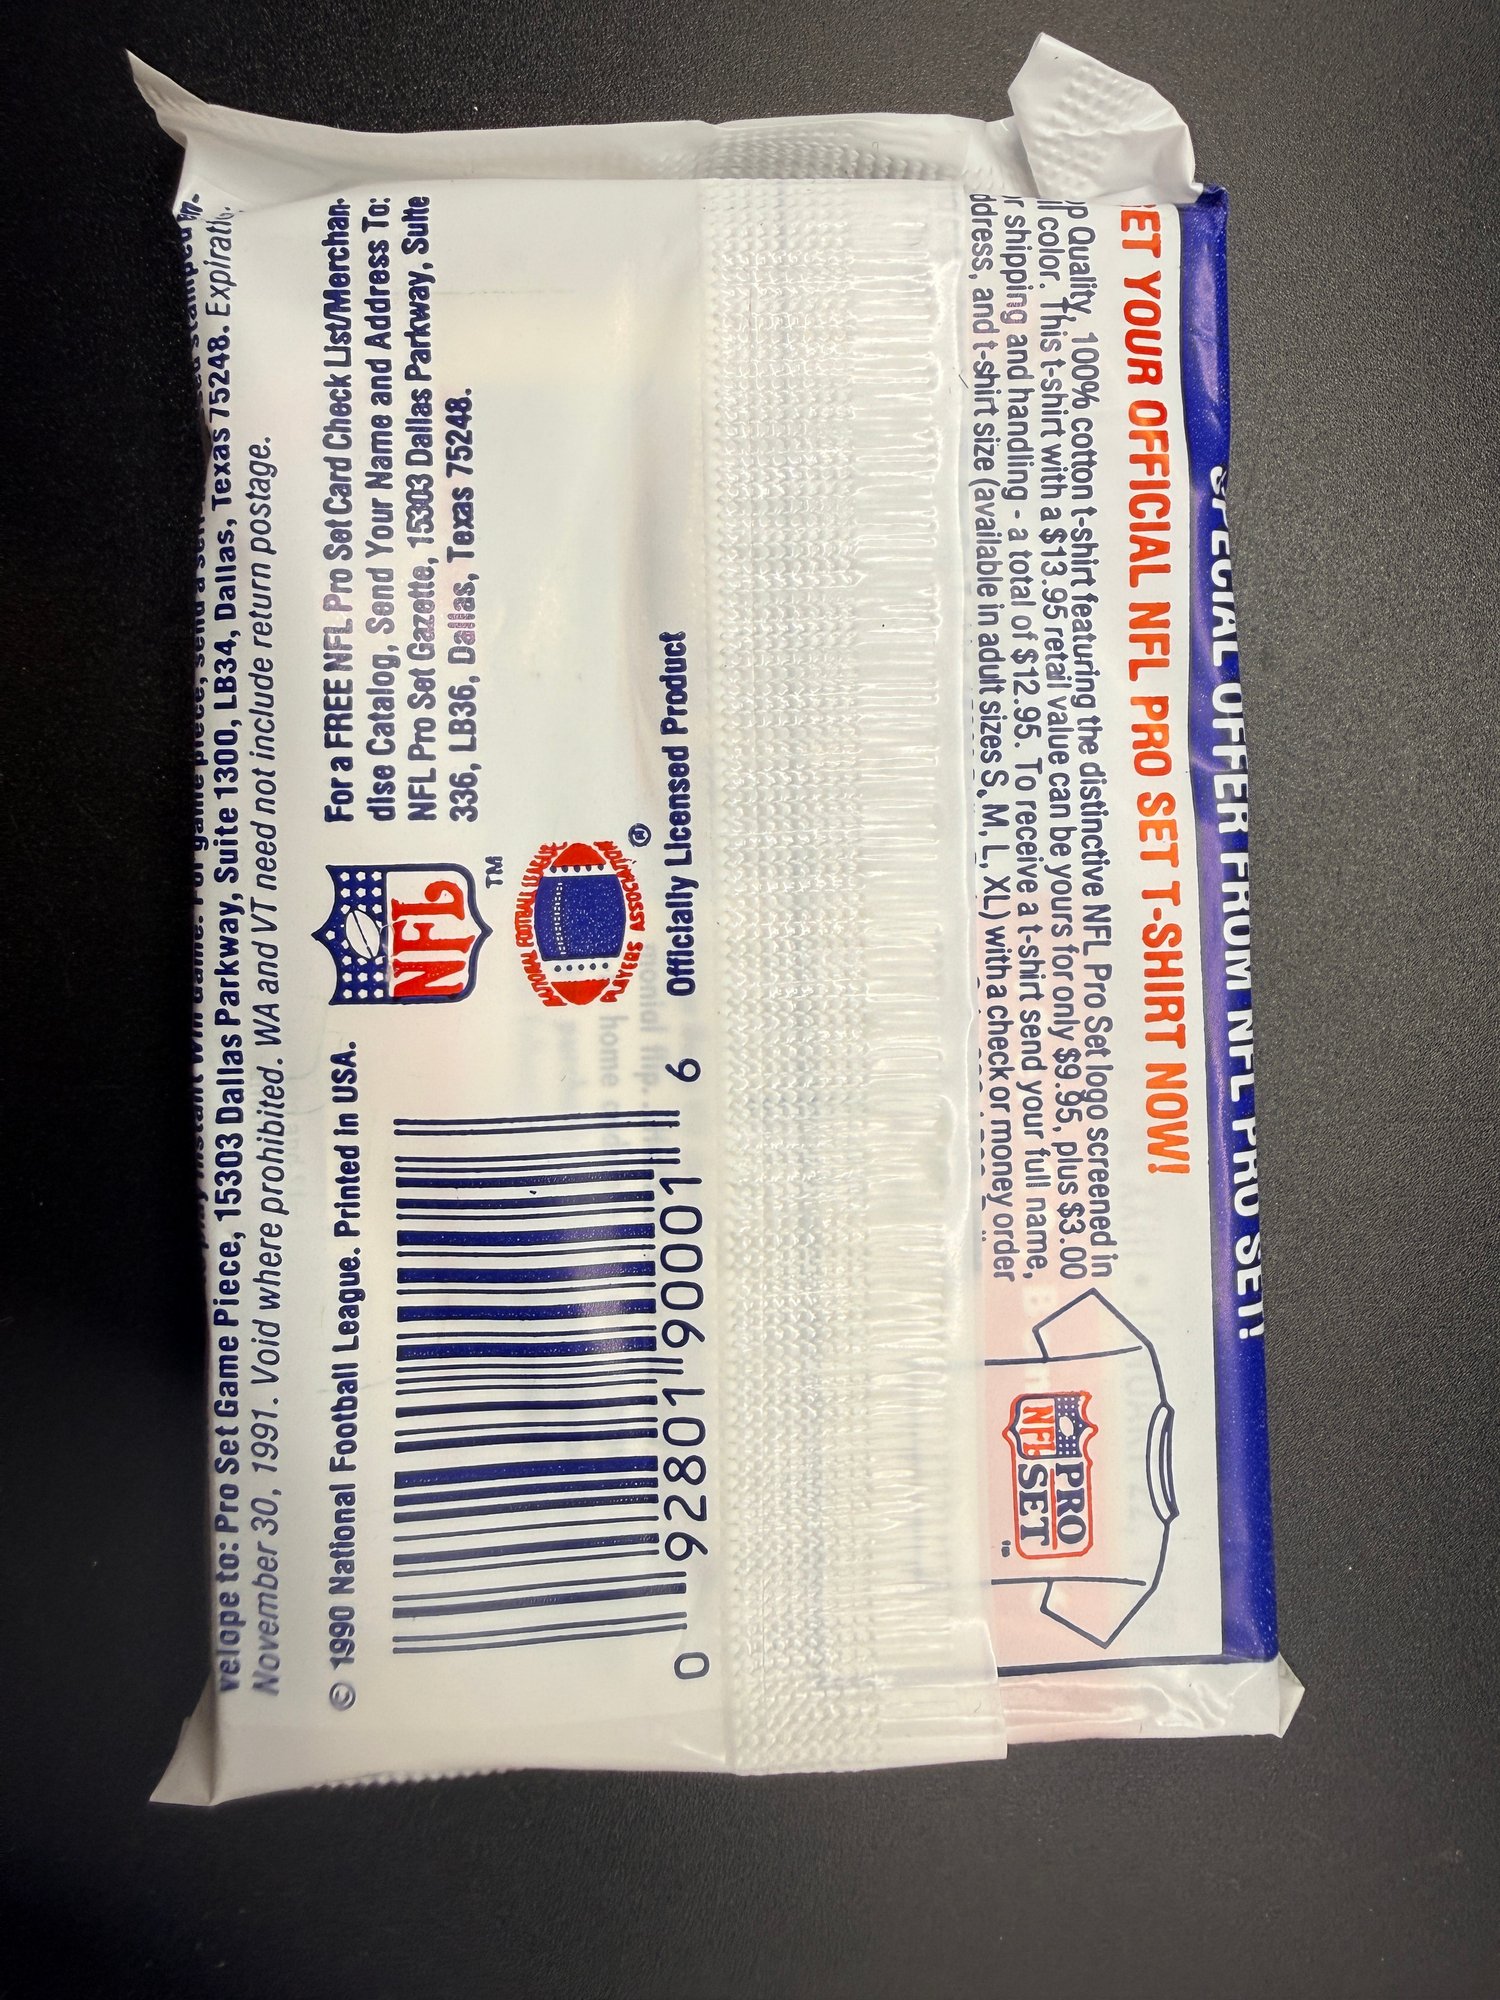 SPECIAL OFFER FROM NFL PRO SET!
ET YOUR OFFICIAL NFL PRO SET T-SHIRT NOW!
p Quality, 100% cotton t-shirt featuring the distinctive NFL Pro Set logo screened in
ll color. This t-shirt with a $13.95 retail value can be yours for only $9.95, plus $3.00
r shipping and handling - a total of $12.95. To receive a t-shirt send your full name,
ddress, and t-shirt size (available in adult sizes S, M, L, XL) with a check or money order
NFL
PRO
SET
™
game piece, send a
velope to: Pro Set Game Piece, 15303 Dallas Parkway, Suite 1300, LB34, Dallas, Texas 75248. Expirati
November 30, 1991. Void where prohibited. WA and VT need not include return postage.
© 1990 National Football League. Printed in USA.
NFL
™
For a FREE NFL Pro Set Card Check List/Merchan-
dise Catalog, Send Your Name and Address To:
NFL Pro Set Gazette, 15303 Dallas Parkway, Suite
336, LB36, Dallas, Texas 75248.
NATIONAL FOOTBALL LEAGUE
PLAYERS ASSOCIATION
®
Officially Licensed Product
0 92801 90001 6